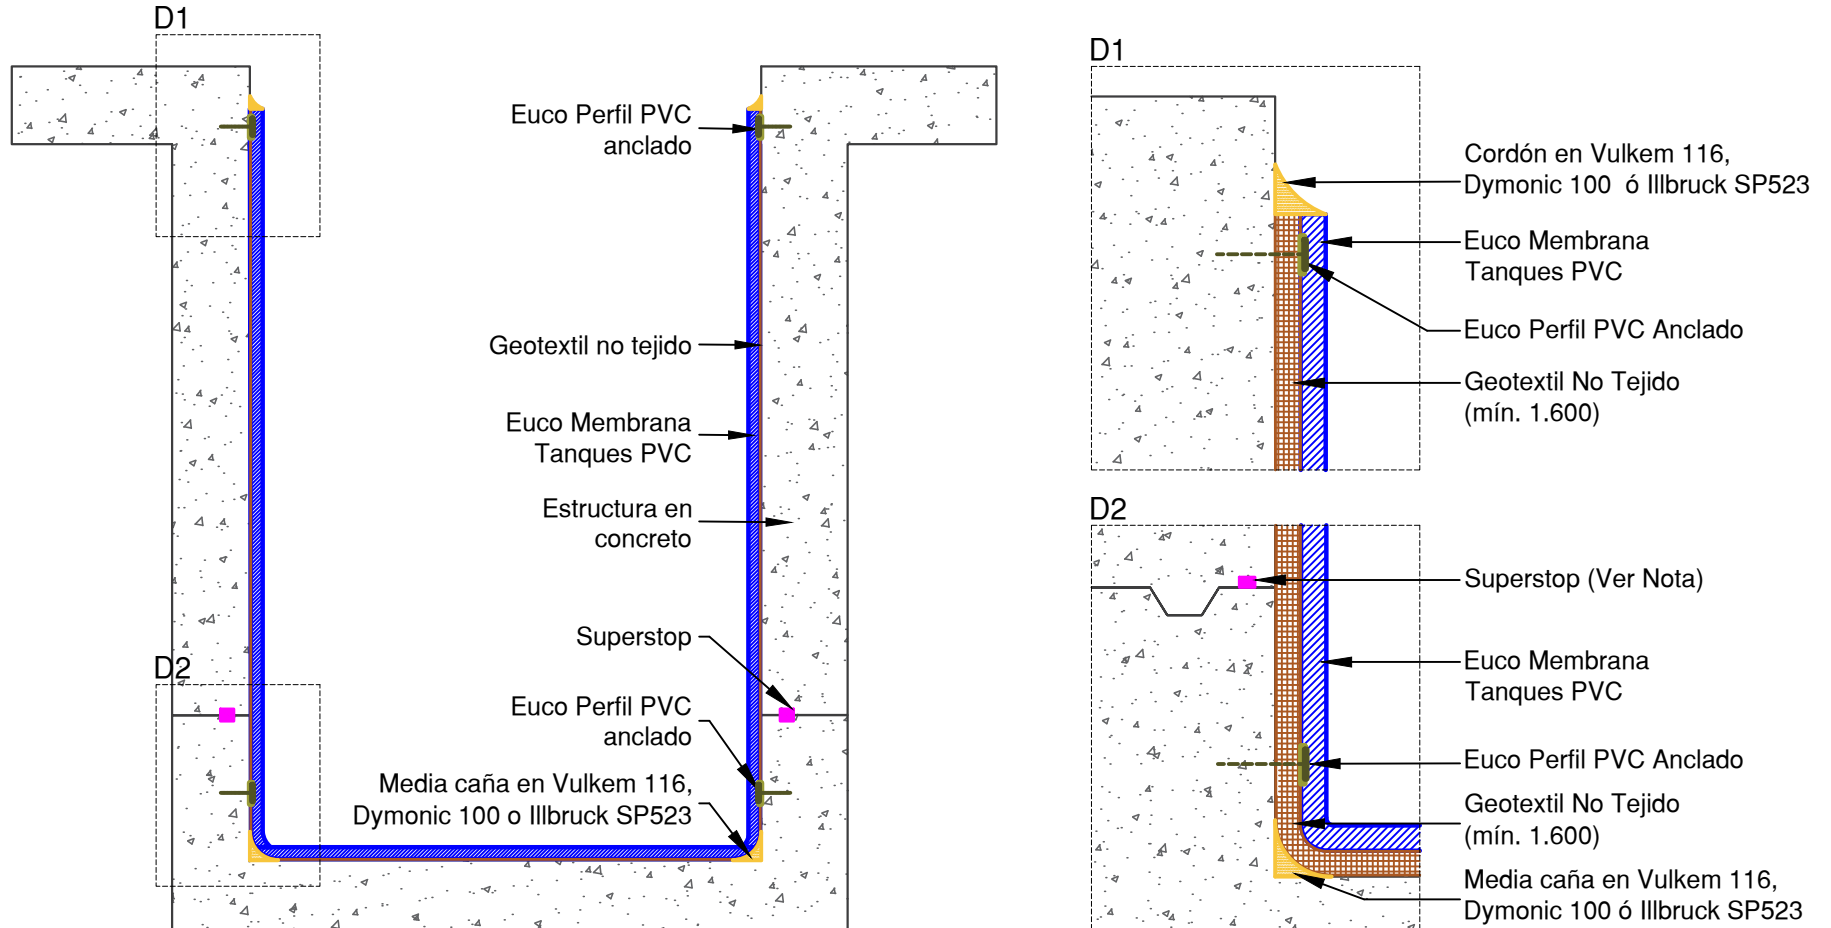 D1
Euco Perfil PVC
anclado
Geotextil no tejido
Euco Membrana
Tanques PVC
Estructura en
concreto
Superstop
D2
Euco Perfil PVC
anclado
Media caña en Vulkem 116,
Dymonic 100 o Illbruck SP523
D1
Cordón en Vulkem 116,
Dymonic 100 ó Illbruck SP523
Euco Membrana
Tanques PVC
Euco Perfil PVC Anclado
Geotextil No Tejido
(mín. 1.600)
D2
Superstop (Ver Nota)
Euco Membrana
Tanques PVC
Euco Perfil PVC Anclado
Geotextil No Tejido
(mín. 1.600)
Media caña en Vulkem 116,
Dymonic 100 ó Illbruck SP523